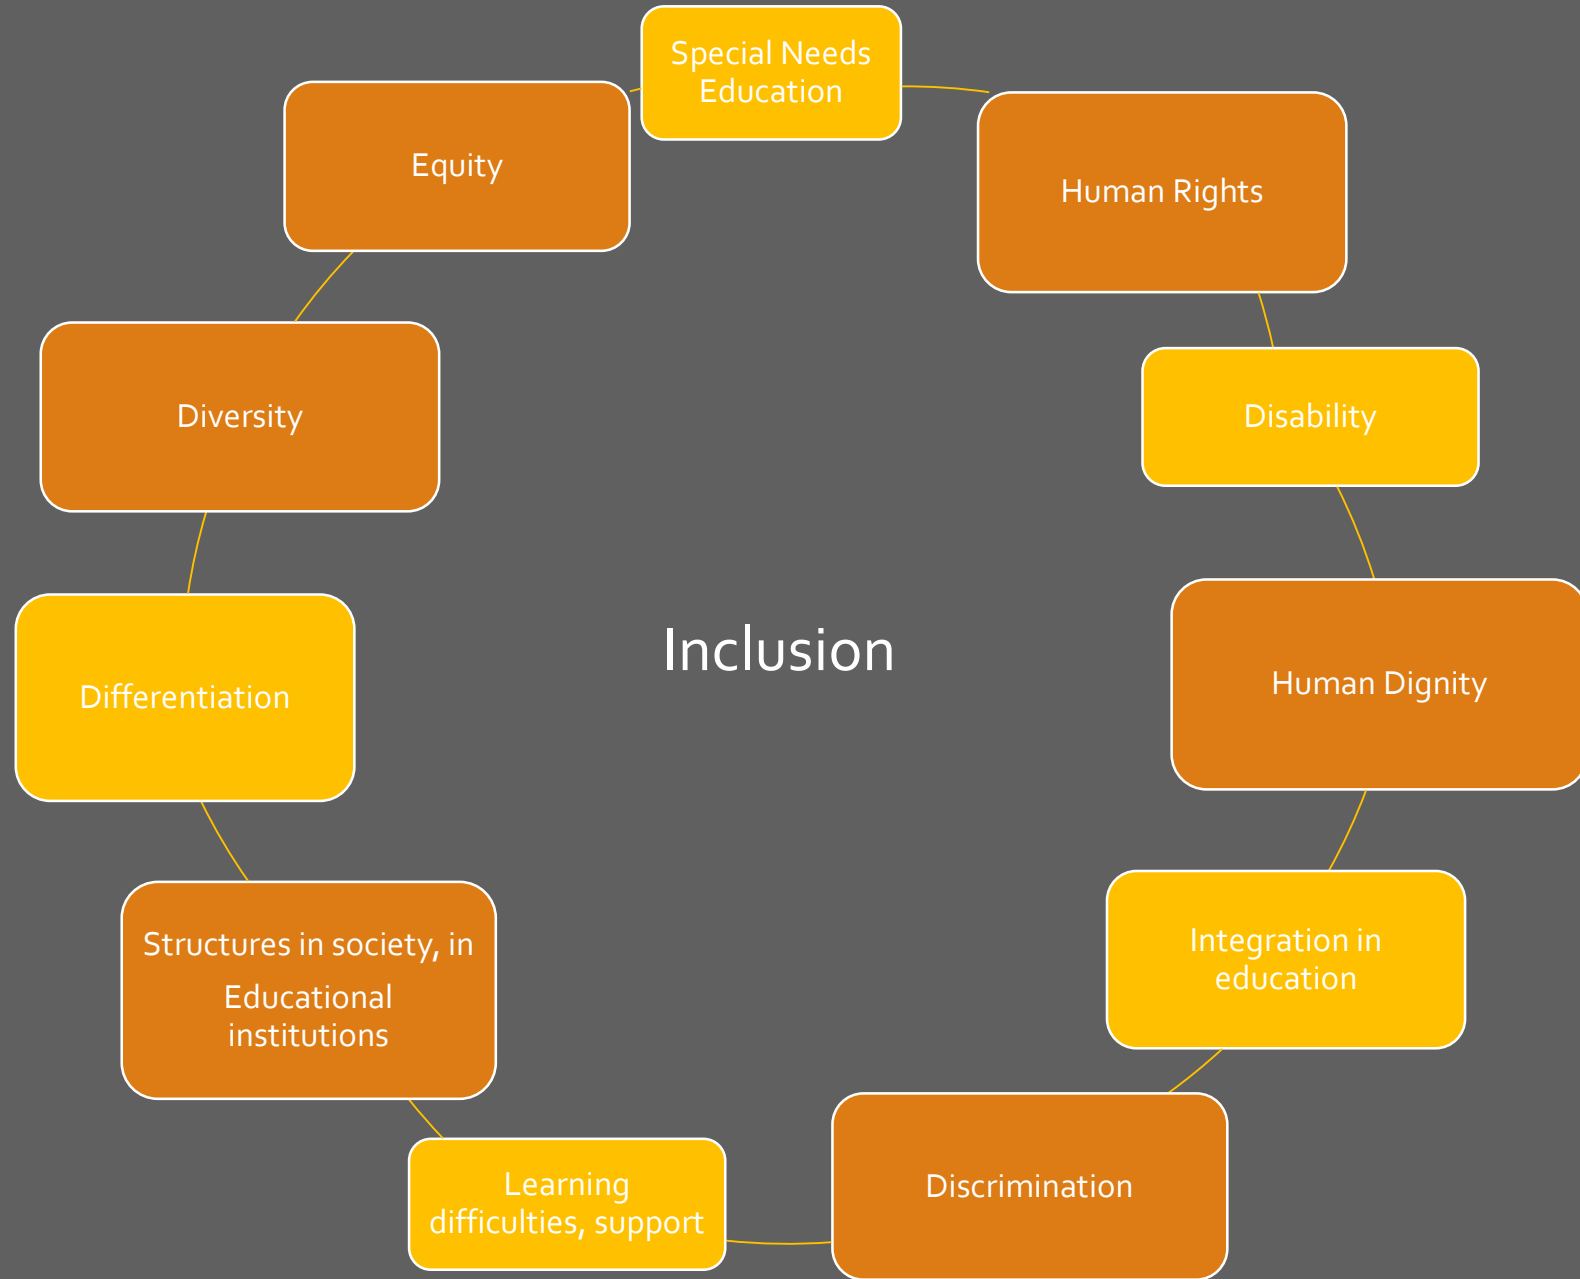 Special Needs
Education
Human Rights
Disability
Human Dignity
Integration in
education
Discrimination
Learning
difficulties, support
Structures in society, in
Educational
institutions
Differentiation
Diversity
Equity
Inclusion